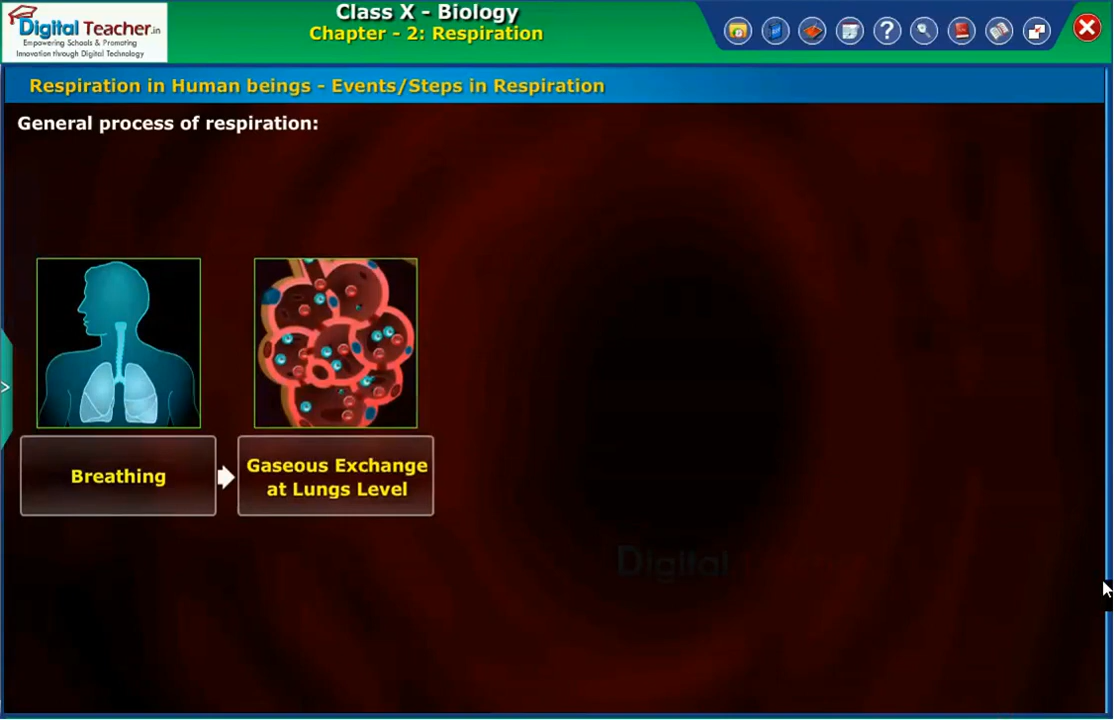 Digital Teacher.in
Empowering Schools & Promoting
Innovation through Digital Technology
Class X - Biology
Chapter - 2: Respiration
?
Respiration in Human beings - Events/Steps in Respiration
General process of respiration:
>
Breathing
Gaseous Exchange
at Lungs Level
Digital